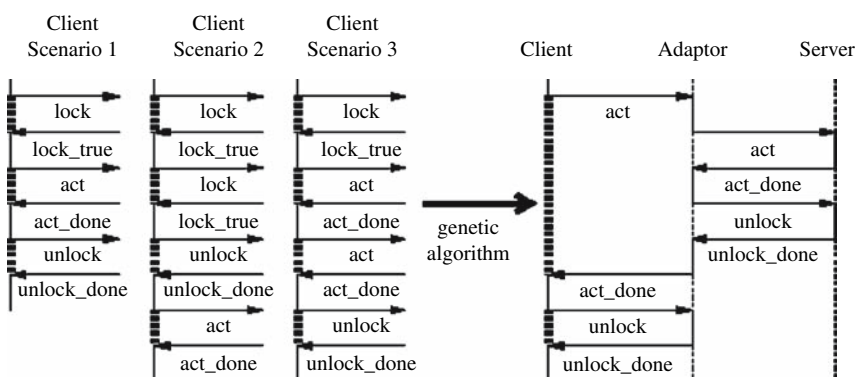 Client
Scenario 1
Client
Scenario 2
Client
Scenario 3
Client
Adaptor
Server
lock
lock_true
act
act_done
unlock
unlock_done
lock
lock_true
lock
lock_true
unlock
unlock_done
act
act_done
lock
lock_true
act
act_done
act
act_done
unlock
unlock_done
genetic
algorithm
act
act
act_done
unlock
unlock_done
act_done
unlock
unlock_done